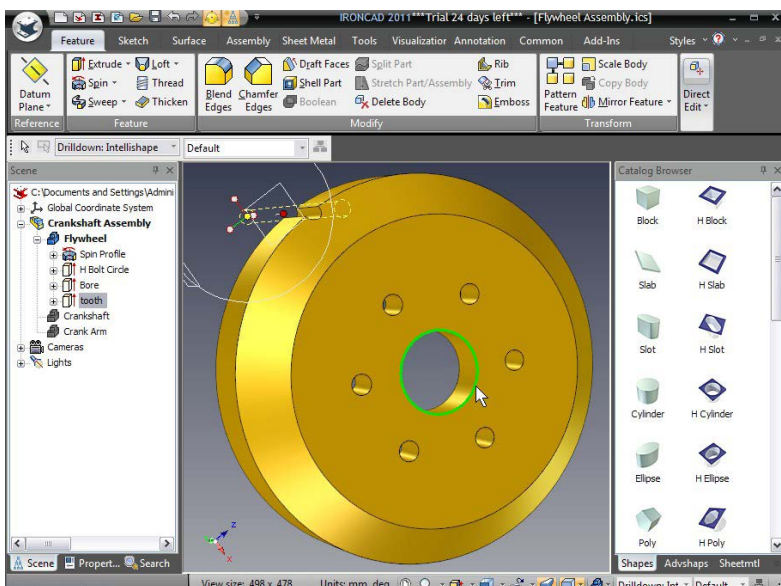 IRONCAD 2011***Trial 24 days left*** - [Flywheel Assembly.ics]
Feature Sketch Surface Assembly Sheet Metal Tools Visualization Annotation Common Add-Ins Styles
Datum Plane
Extrude Loft
Spin Thread
Sweep Thicken
Blend Edges
Chamfer Edges
Draft Faces Split Part Rib
Shell Part Stretch Part/Assembly Trim
Boolean Delete Body Emboss
Pattern Feature
Scale Body
Copy Body
Mirror Feature
Direct Edit
Reference Feature Modify Transform
Drilldown: Intellishape Default
Scene
C:\Documents and Settings\Admini
Global Coordinate System
Crankshaft Assembly
Flywheel
Spin Profile
H Bolt Circle
Bore
tooth
Crankshaft
Crank Arm
Cameras
Lights
Z
X
Catalog Browser
Block H Block
Slab H Slab
Slot H Slot
Cylinder H Cylinder
Ellipse H Ellipse
Poly H Poly
Scene Propert... Search
Shapes Advshaps Sheetmtl
View size: 498 x 478 Units: mm, deg Drilldown: Int Default